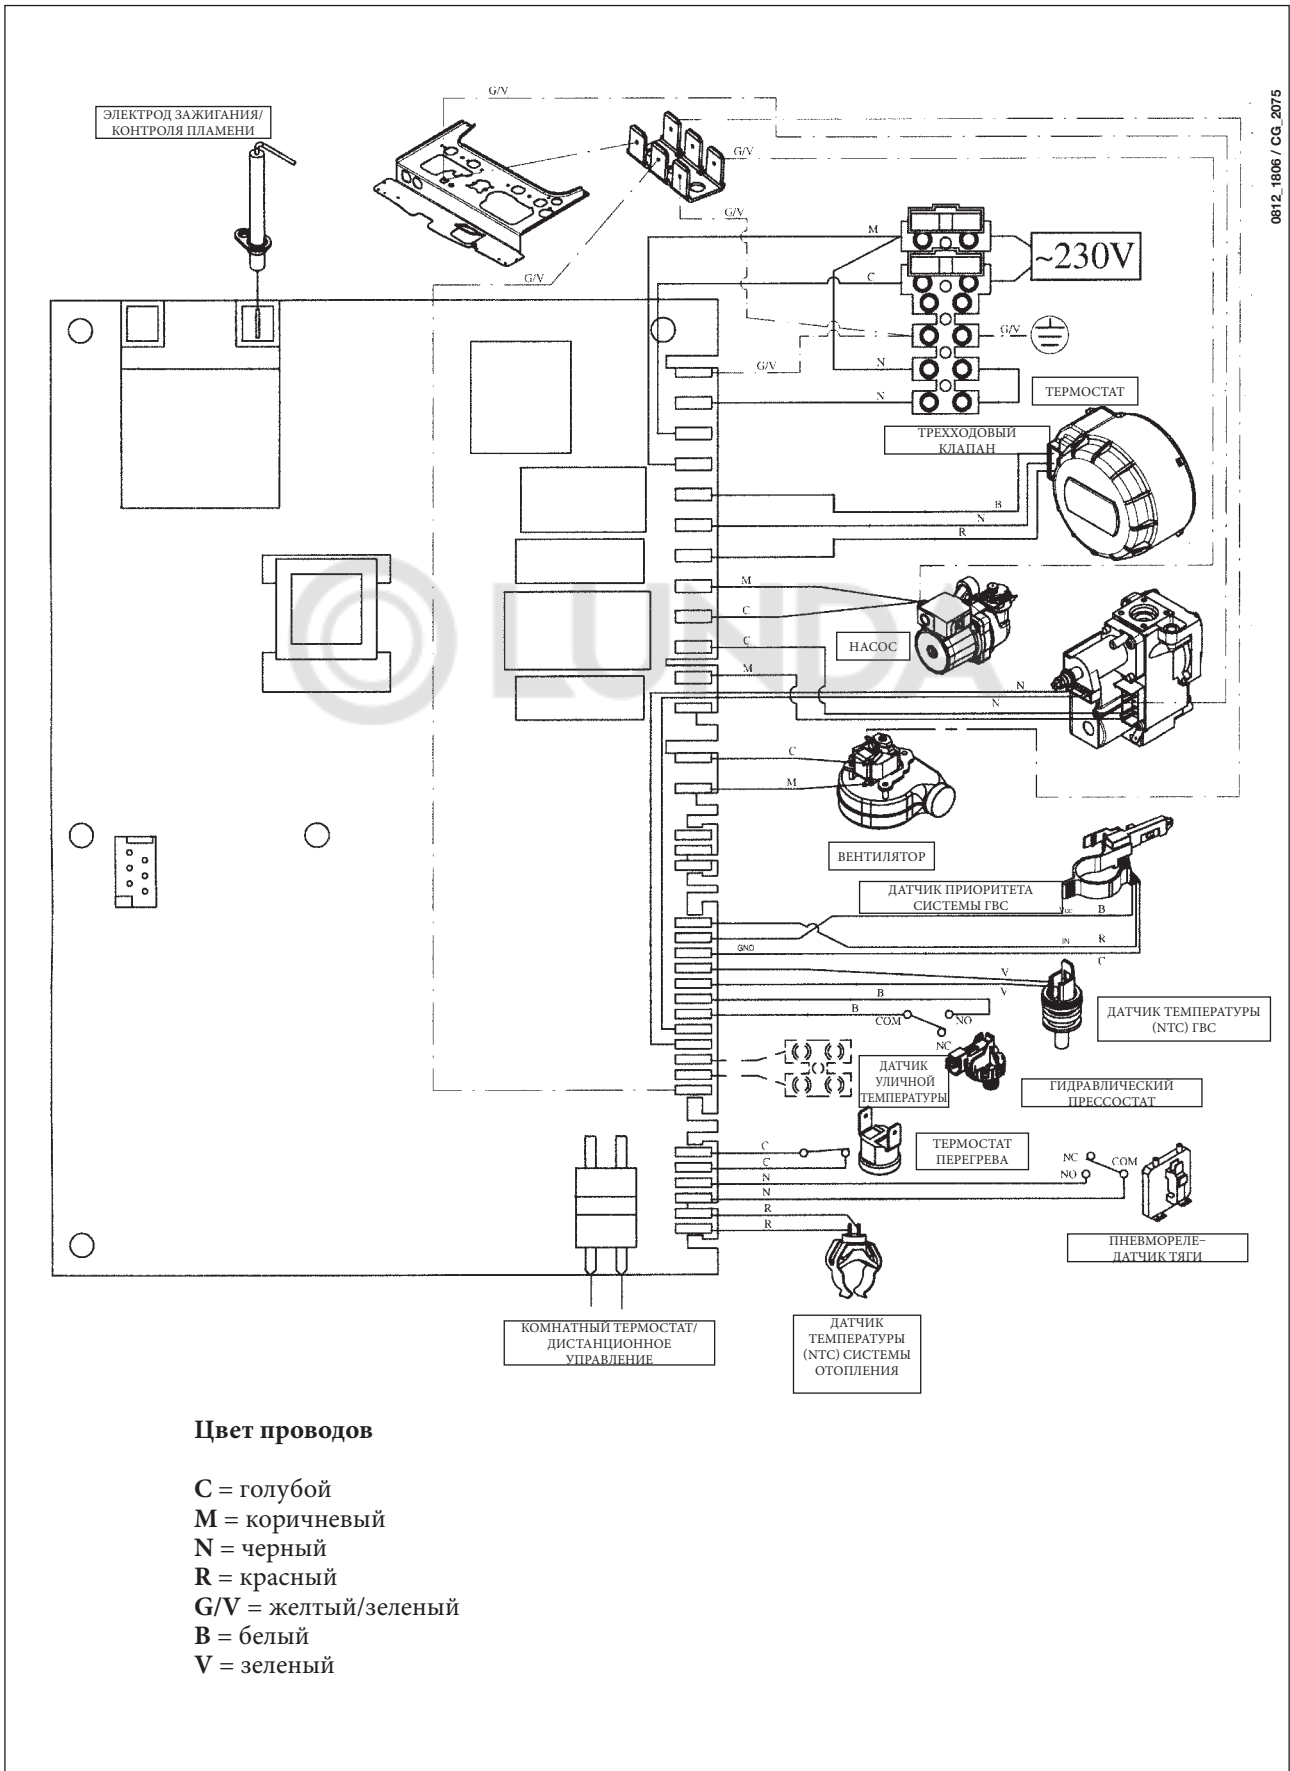 G/V
ЭЛЕКТРОД ЗАЖИГАНИЯ/
КОНТРОЛЯ ПЛАМЕНИ
0812_1806 / CG_2075
G/V
G/V
M
~230V
G/V
C
G/V
G/V
N
ТЕРМОСТАТ
N
ТРЕХХОДОВЫЙ
КЛАПАН
B
N
R
LUNDA
M
C
НАСОС
C
M
N
N
C
M
ВЕНТИЛЯТОР
ДАТЧИК ПРИОРИТЕТА
СИСТЕМЫ ГВС
Vcc
B
GND
IN
R
C
V
V
B
B
COM
NO
NC
ДАТЧИК ТЕМПЕРАТУРЫ
(NTC) ГВС
ДАТЧИК
УЛИЧНОЙ
ТЕМПЕРАТУРЫ
ГИДРАВЛИЧЕСКИЙ
ПРЕССОСТАТ
ТЕРМОСТАТ
ПЕРЕГРЕВА
C
C
N
N
R
R
NC
COM
NO
ПНЕВМОРЕЛЕ–
ДАТЧИК ТЯГИ
КОМНАТНЫЙ ТЕРМОСТАТ/
ДИСТАНЦИОННОЕ
УПРАВЛЕНИЕ
ДАТЧИК
ТЕМПЕРАТУРЫ
(NTC) СИСТЕМЫ
ОТОПЛЕНИЯ
Цвет проводов
C = голубой
M = коричневый
N = черный
R = красный
G/V = желтый/зеленый
B = белый
V = зеленый